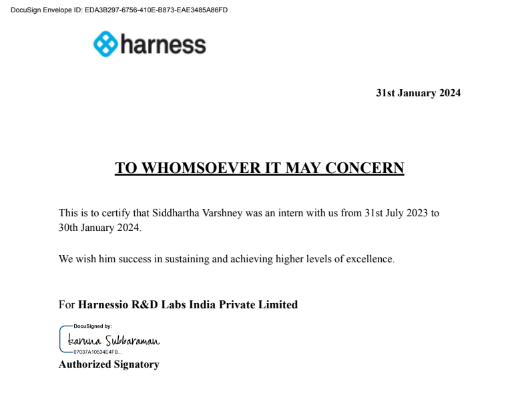 DocuSign Envelope ID: EDA3B297-6756-410E-B873-EAE3485A86FD
harness
31st January 2024
TO WHOMSOEVER IT MAY CONCERN
This is to certify that Siddhartha Varshney was an intern with us from 31st July 2023 to
30th January 2024.
We wish him success in sustaining and achieving higher levels of excellence.
For Harnessio R&D Labs India Private Limited
DocuSigned by:
karuna Subbaraman
Authorized Signatory